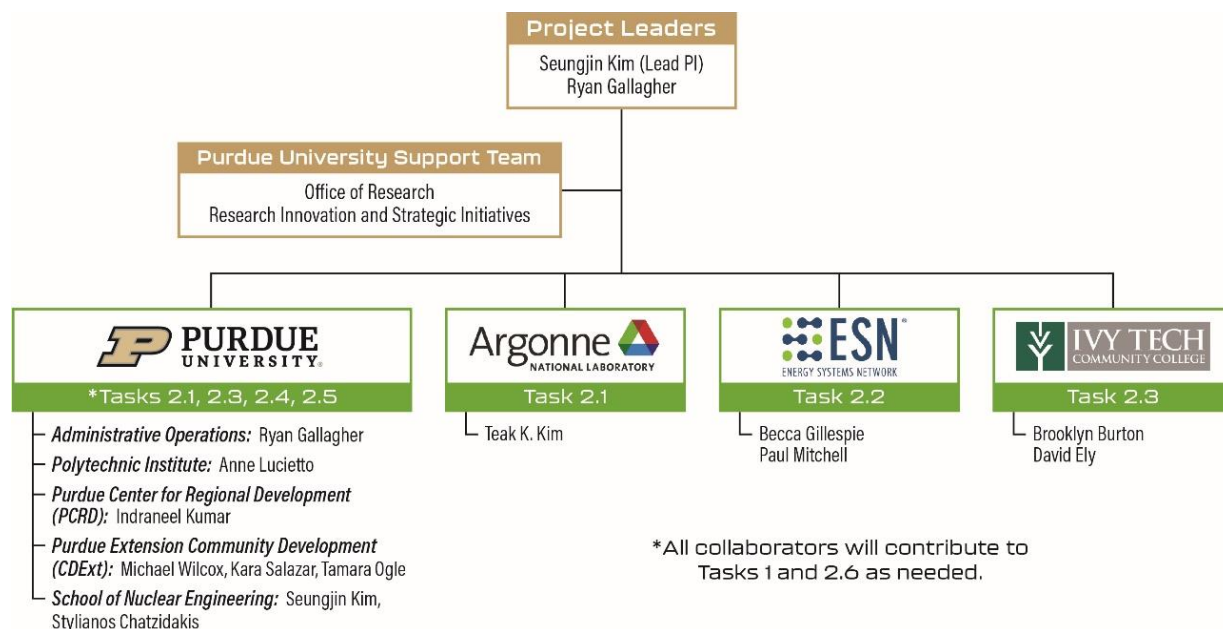 Project Leaders
Seungjin Kim (Lead PI)
Ryan Gallagher
Purdue University Support Team
Office of Research
Research Innovation and Strategic Initiatives
PURDUE
UNIVERSITY®
*Tasks 2.1, 2.3, 2.4, 2.5
Administrative Operations: Ryan Gallagher
Polytechnic Institute: Anne Lucietto
Purdue Center for Regional Development
(PCRD): Indraneel Kumar
Purdue Extension Community Development
(CDExt): Michael Wilcox, Kara Salazar, Tamara Ogle
School of Nuclear Engineering: Seungjin Kim,
Stylianos Chatzidakis
Argonne
NATIONAL LABORATORY
Task 2.1
Teak K. Kim
ESN
ENERGY SYSTEMS NETWORK
Task 2.2
Becca Gillespie
Paul Mitchell
IVY TECH
COMMUNITY COLLEGE
Task 2.3
Brooklyn Burton
David Ely
*All collaborators will contribute to
Tasks 1 and 2.6 as needed.